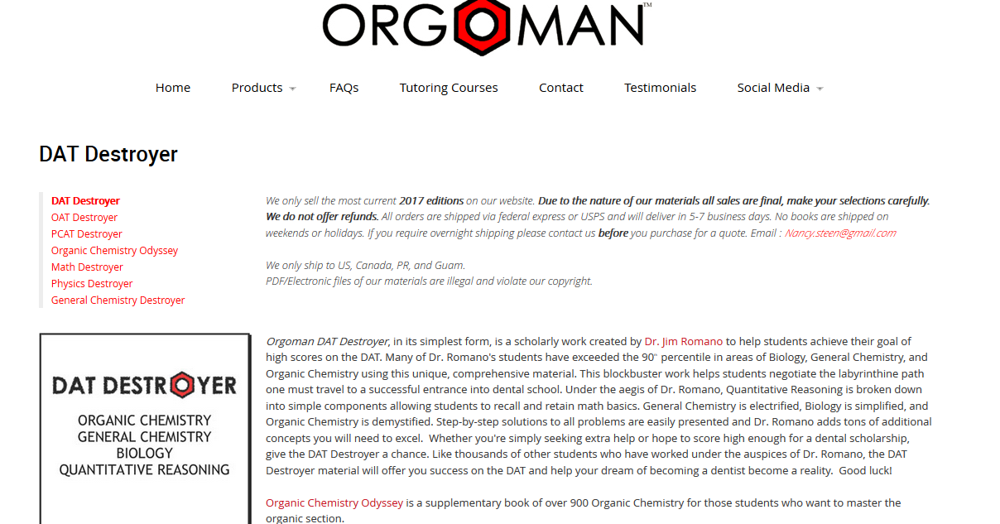 ORGOMAN™
Home Products FAQs Tutoring Courses Contact Testimonials Social Media
DAT Destroyer
DAT Destroyer
OAT Destroyer
PCAT Destroyer
Organic Chemistry Odyssey
Math Destroyer
Physics Destroyer
General Chemistry Destroyer
We only sell the most current 2017 editions on our website. Due to the nature of our materials all sales are final, make your selections carefully.
We do not offer refunds. All orders are shipped via federal express or USPS and will deliver in 5-7 business days. No books are shipped on
weekends or holidays. If you require overnight shipping please contact us before you purchase for a quote. Email : Nancy.steen@gmail.com
We only ship to US, Canada, PR, and Guam.
PDF/Electronic files of our materials are illegal and violate our copyright.
DAT DESTROYER
ORGANIC CHEMISTRY
GENERAL CHEMISTRY
BIOLOGY
QUANTITATIVE REASONING
Orgoman DAT Destroyer, in its simplest form, is a scholarly work created by Dr. Jim Romano to help students achieve their goal of
high scores on the DAT. Many of Dr. Romano's students have exceeded the 90 percentile in areas of Biology, General Chemistry, and
Organic Chemistry using this unique, comprehensive material. This blockbuster work helps students negotiate the labyrinthine path
one must travel to a successful entrance into dental school. Under the aegis of Dr. Romano, Quantitative Reasoning is broken down
into simple components allowing students to recall and retain math basics. General Chemistry is electrified, Biology is simplified, and
Organic Chemistry is demystified. Step-by-step solutions to all problems are easily presented and Dr. Romano adds tons of additional
concepts you will need to excel. Whether you're simply seeking extra help or hope to score high enough for a dental scholarship,
give the DAT Destroyer a chance. Like thousands of other students who have worked under the auspices of Dr. Romano, the DAT
Destroyer material will offer you success on the DAT and help your dream of becoming a dentist become a reality. Good luck!
Organic Chemistry Odyssey is a supplementary book of over 900 Organic Chemistry for those students who want to master the
organic section.